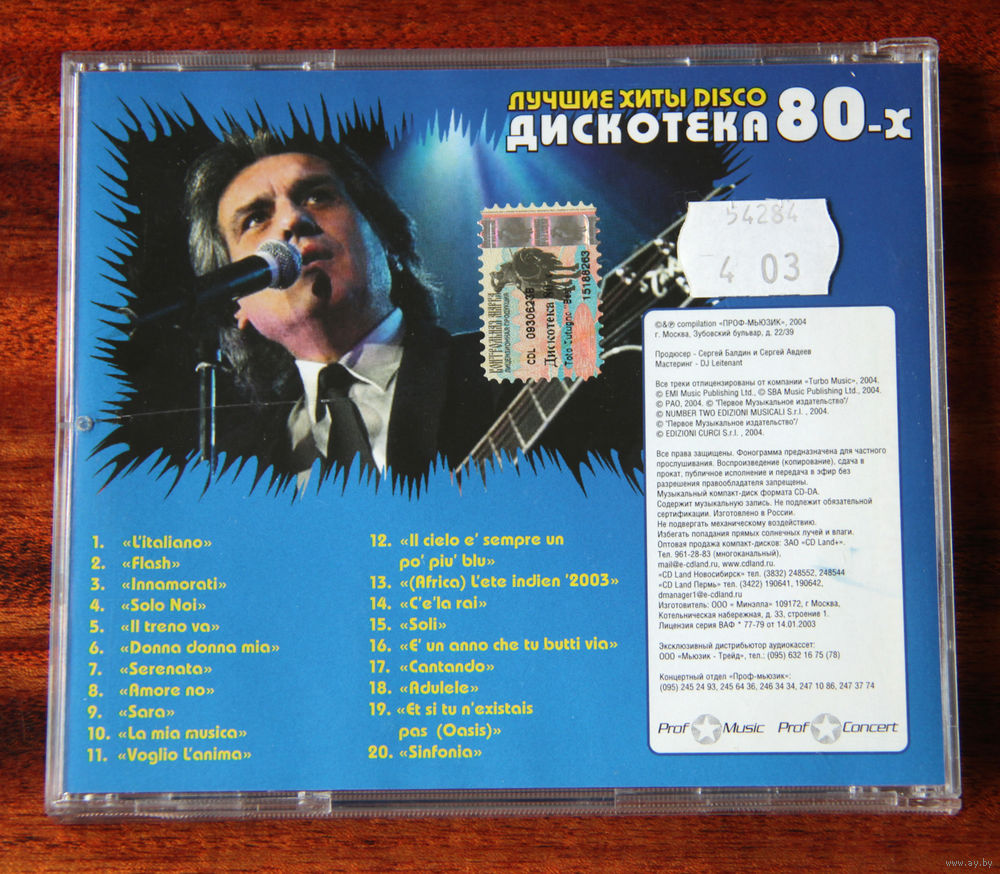 ЛУЧШИЕ ХИТЫ DISCO
ДИСКОТЕКА 80-х
54284
4 03
КОНТРАЛЬНАЯ МАРКА
ЛИЦЕНЗИОННАЯ ПРОДУКЦИЯ
CDL 0930623В
Дискотека
Toto Cutugno
15188263
©&℗ compilation «ПРОФ-МЬЮЗИК», 2004
г. Москва, Зубовский бульвар, д. 22/39
Продюсер - Сергей Балдин и Сергей Авдеев
Мастеринг - DJ Leitenant
Все треки отлицензированы от компании «Turbo Music», 2004.
© EMI Music Publishing Ltd., © SBA Music Publishing Ltd., 2004.
© РАО, 2004. © "Первое Музыкальное издательство"/
© NUMBER TWO EDIZIONI MUSICALI S.r.l. , 2004.
© "Первое Музыкальное издательство"/
© EDIZIONI CURCI S.r.l. , 2004.
Все права защищены. Фонограмма предназначена для частного
прослушивания. Воспроизведение (копирование), сдача в
прокат, публичное исполнение и передача в эфир без
разрешения правообладателя запрещены.
Музыкальный компакт-диск формата CD-DA.
Содержит музыкальную запись. Не подлежит обязательной
сертификации. Изготовлено в России.
Не подвергать механическому воздействию.
Избегать попадания прямых солнечных лучей и влаги.
Оптовая продажа компакт-дисков: ЗАО «CD Land+».
Тел. 961-28-83 (многоканальный),
mail@e-cdland.ru, www.cdland.ru.
«CD Land Новосибирск» тел. (3832) 248552, 248544
«CD Land Пермь» тел. (3422) 190641, 190642,
dmanager1@e-cdland.ru
Изготовитель: ООО « Минэлла» 109172, г Москва,
Котельническая набережная, д. 33, строение 1.
Лицензия серия ВАФ * 77-79 от 14.01.2003
Эксклюзивный дистрибьютор аудиокассет:
ООО «Мьюзик - Трейд», тел.: (095) 632 16 75 (78)
Концертный отдел «Проф-мьюзик»:
(095) 245 24 93, 245 64 36, 246 34 34, 247 10 86, 247 37 74
Prof Music Prof Concert
1. «L'italiano»
2. «Flash»
3. «Innamorati»
4. «Solo Noi»
5. «Il treno va»
6. «Donna donna mia»
7. «Serenata»
8. «Amore no»
9. «Sara»
10. «La mia musica»
11. «Voglio L'anima»
12. «Il cielo e' sempre un
po' piu' blu»
13. «(Africa) L'ete indien '2003»
14. «C'e'la rai»
15. «Soli»
16. «E' un anno che tu butti via»
17. «Cantando»
18. «Adulele»
19. «Et si tu n'existais
pas (Oasis)»
20. «Sinfonia»
www.ay.by